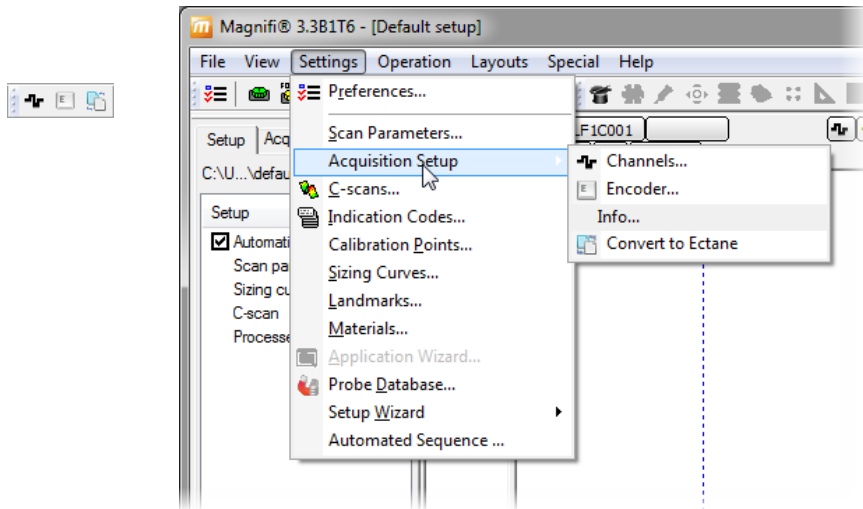 Magnifi® 3.3B1T6 - [Default setup]
File View Settings Operation Layouts Special Help
Preferences...
Setup
Scan Parameters...
LF1C001
C:\U...\defau
Acquisition Setup
Channels...
C-scans...
Encoder...
Setup
Indication Codes...
Info...
Automati
Calibration Points...
Convert to Ectane
Scan pa
Sizing Curves...
Sizing cu
Landmarks...
C-scan
Materials...
Processe
Application Wizard...
Probe Database...
Setup Wizard
Automated Sequence ...